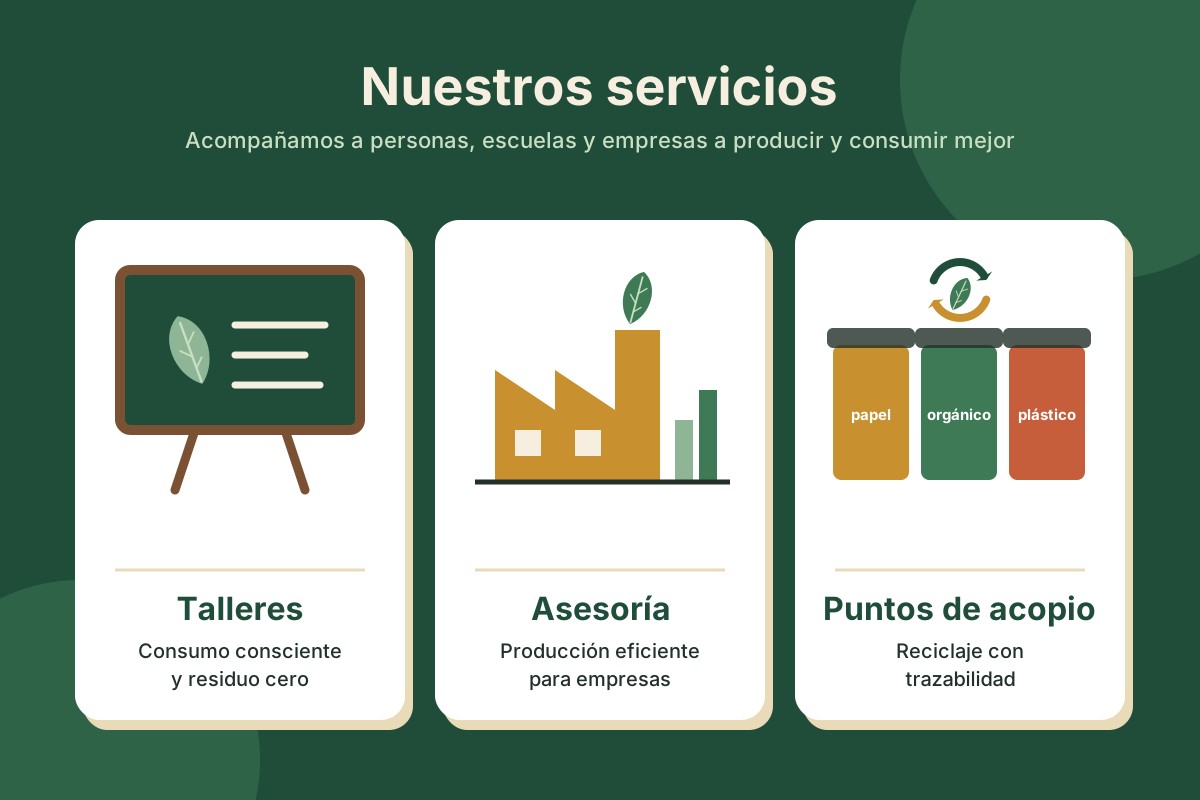 Nuestros servicios
Acompañamos a personas, escuelas y empresas a producir y consumir mejor
papel
orgánico
plástico
Talleres
Consumo consciente
y residuo cero
Asesoría
Producción eficiente
para empresas
Puntos de acopio
Reciclaje con
trazabilidad